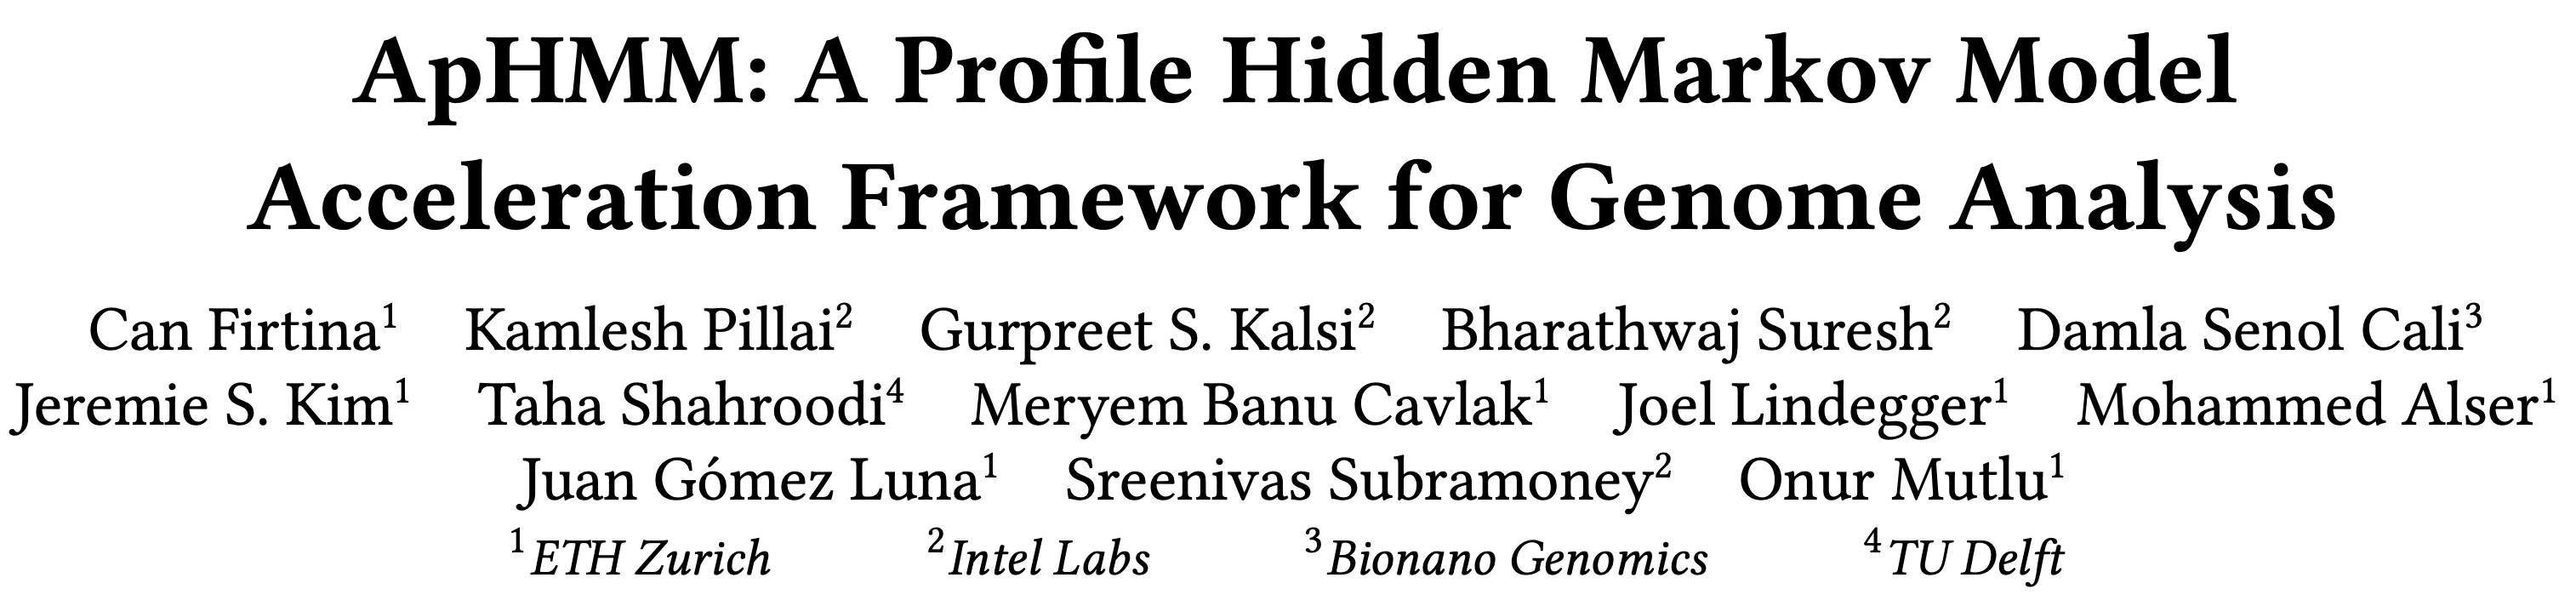 ApHMM: A Profile Hidden Markov Model
Acceleration Framework for Genome Analysis
Can Firtina¹ Kamlesh Pillai² Gurpreet S. Kalsi² Bharathwaj Suresh² Damla Senol Cali³
Jeremie S. Kim¹ Taha Shahroodi⁴ Meryem Banu Cavlak¹ Joel Lindegger¹ Mohammed Alser¹
Juan Gómez Luna¹ Sreenivas Subramoney² Onur Mutlu¹
¹ETH Zurich ²Intel Labs ³Bionano Genomics ⁴TU Delft